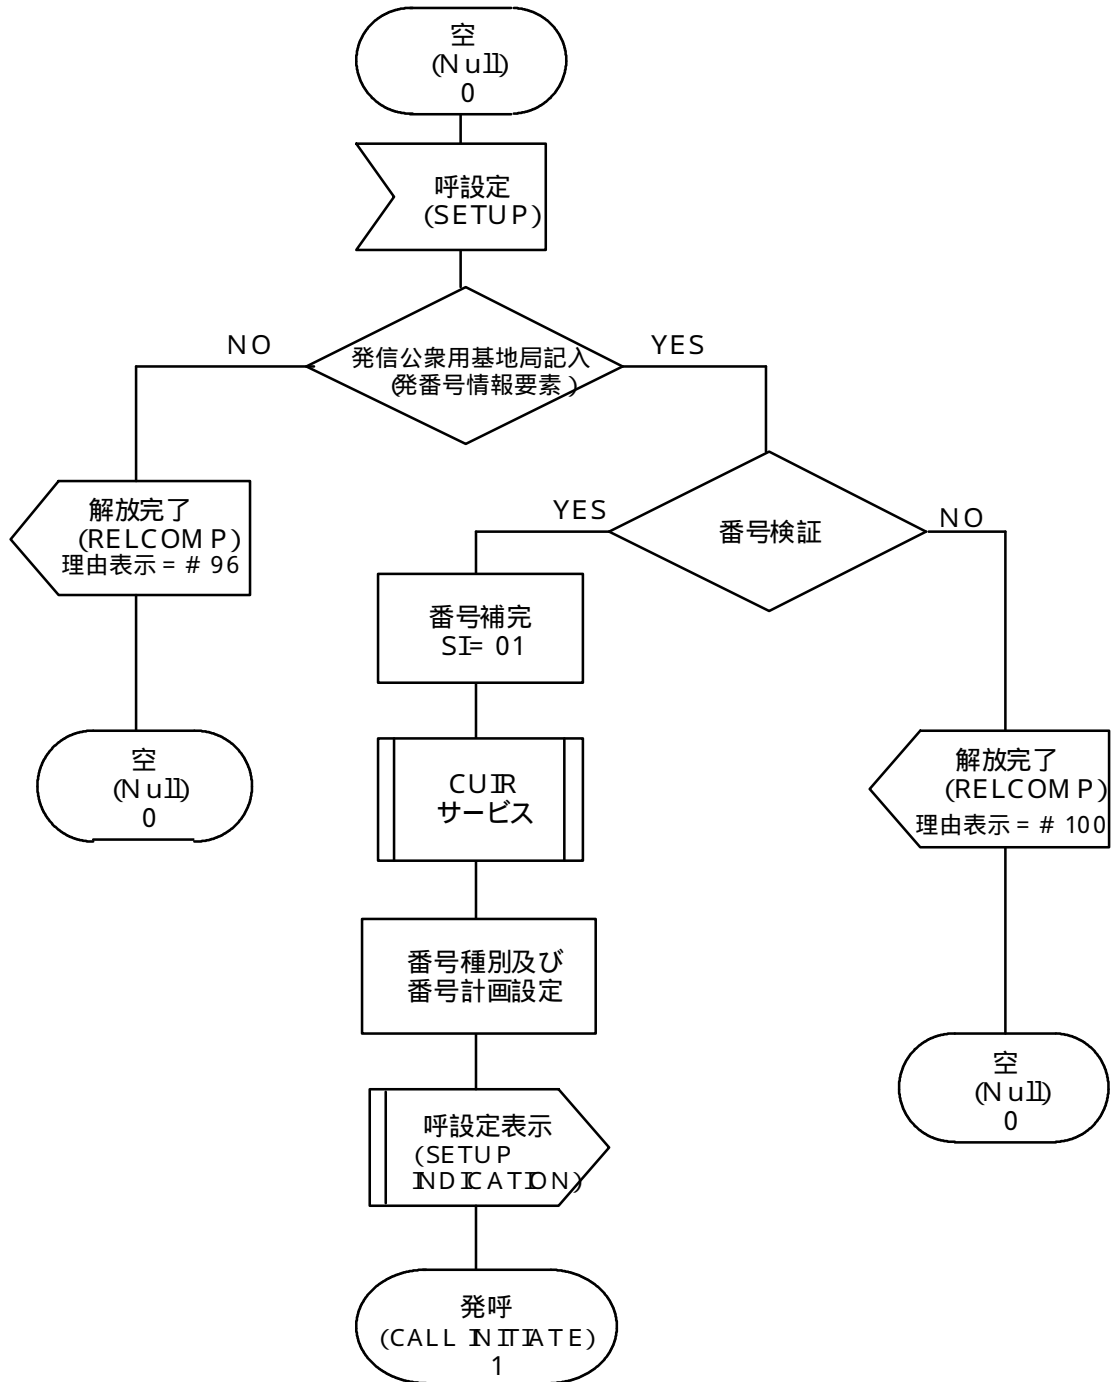 空
(Null)
0
呼設定
(SETUP)
NO
YES
発信公衆用基地局記入
(発番号情報要素)
解放完了
(RELCOMP)
理由表示=#96
YES
NO
番号検証
番号補完
SI=01
空
(Null)
0
CUIR
サービス
解放完了
(RELCOMP)
理由表示=#100
番号種別及び
番号計画設定
空
(Null)
0
呼設定表示
(SETUP
INDICATION)
発呼
(CALL INITIATE)
1